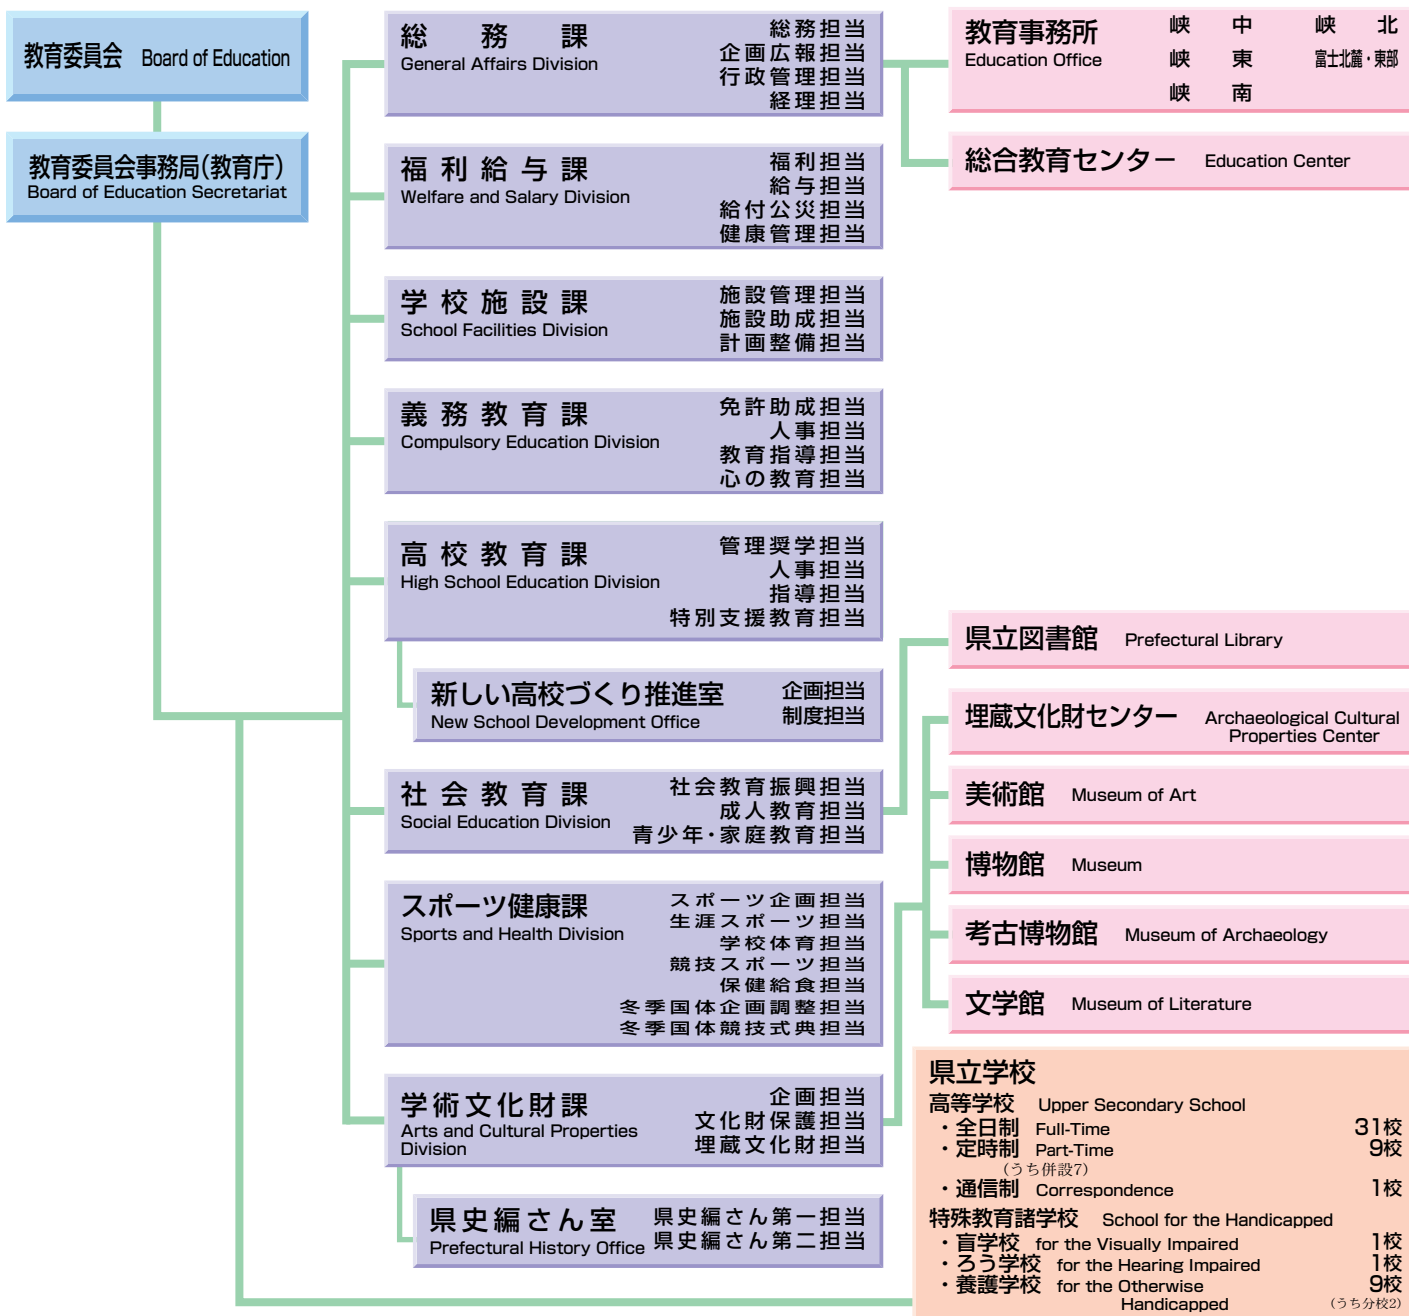 教育委員会 Board of Education
教育委員会事務局(教育庁)
Board of Education Secretariat
総務課
General Affairs Division
総務担当
企画広報担当
行政管理担当
経理担当
福利給与課
Welfare and Salary Division
福利担当
給与担当
給付公災担当
健康管理担当
学校施設課
School Facilities Division
施設管理担当
施設助成担当
計画整備担当
義務教育課
Compulsory Education Division
免許助成担当
人事担当
教育指導担当
心の教育担当
高校教育課
High School Education Division
管理奨学担当
人事担当
指導担当
特別支援教育担当
新しい高校づくり推進室
New School Development Office
企画担当
制度担当
社会教育課
Social Education Division
社会教育振興担当
成人教育担当
青少年・家庭教育担当
スポーツ健康課
Sports and Health Division
スポーツ企画担当
生涯スポーツ担当
学校体育担当
競技スポーツ担当
保健給食担当
冬季国体企画調整担当
冬季国体競技式典担当
学術文化財課
Arts and Cultural Properties
Division
企画担当
文化財保護担当
埋蔵文化財担当
県史編さん室
Prefectural History Office
県史編さん第一担当
県史編さん第二担当
教育事務所
Education Office
峡中 峡北
峡東 富士北麓・東部
峡南
総合教育センター Education Center
県立図書館 Prefectural Library
埋蔵文化財センター Archaeological Cultural
Properties Center
美術館 Museum of Art
博物館 Museum
考古博物館 Museum of Archaeology
文学館 Museum of Literature
県立学校
高等学校 Upper Secondary School
・全日制 Full-Time 31校
・定時制 Part-Time 9校
(うち併設7)
・通信制 Correspondence 1校
特殊教育諸学校 School for the Handicapped
・盲学校 for the Visually Impaired 1校
・ろう学校 for the Hearing Impaired 1校
・養護学校 for the Otherwise 9校
Handicapped (うち分校2)